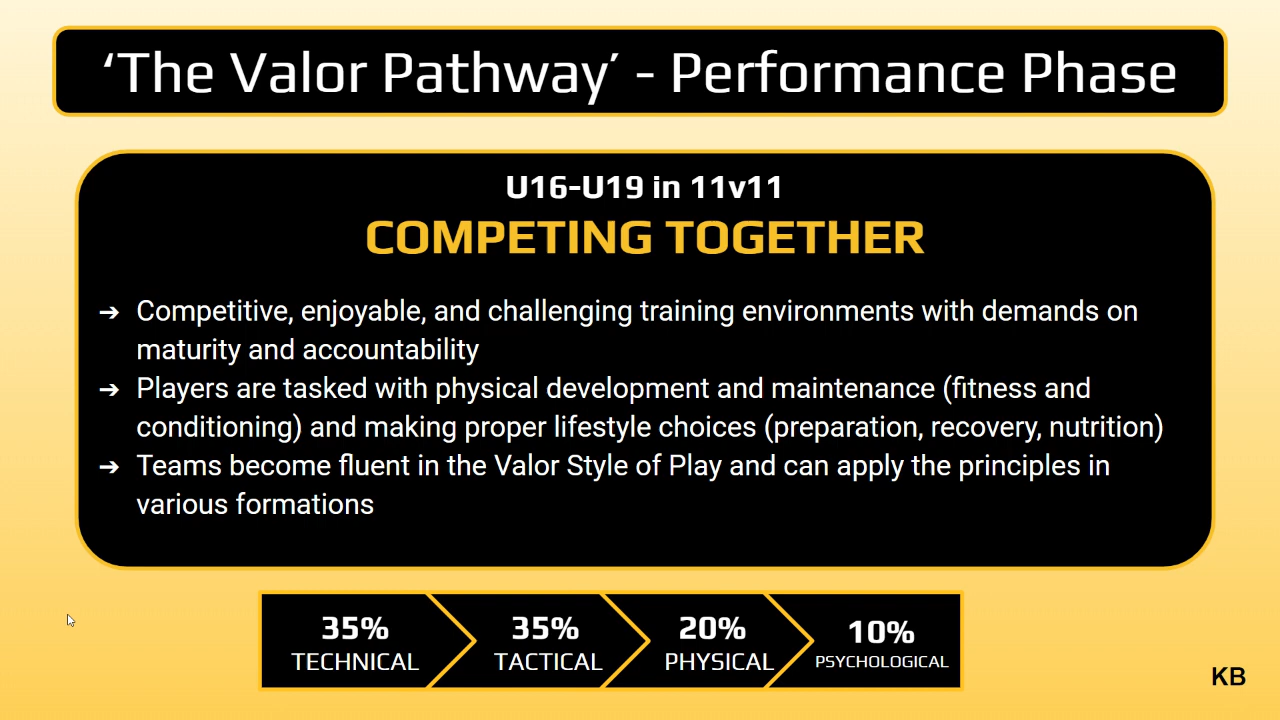 ‘The Valor Pathway’ - Performance Phase
U16-U19 in 11v11
COMPETING TOGETHER
➔ Competitive, enjoyable, and challenging training environments with demands on
maturity and accountability
➔ Players are tasked with physical development and maintenance (fitness and
conditioning) and making proper lifestyle choices (preparation, recovery, nutrition)
➔ Teams become fluent in the Valor Style of Play and can apply the principles in
various formations
35%
TECHNICAL
35%
TACTICAL
20%
PHYSICAL
10%
PSYCHOLOGICAL
KB